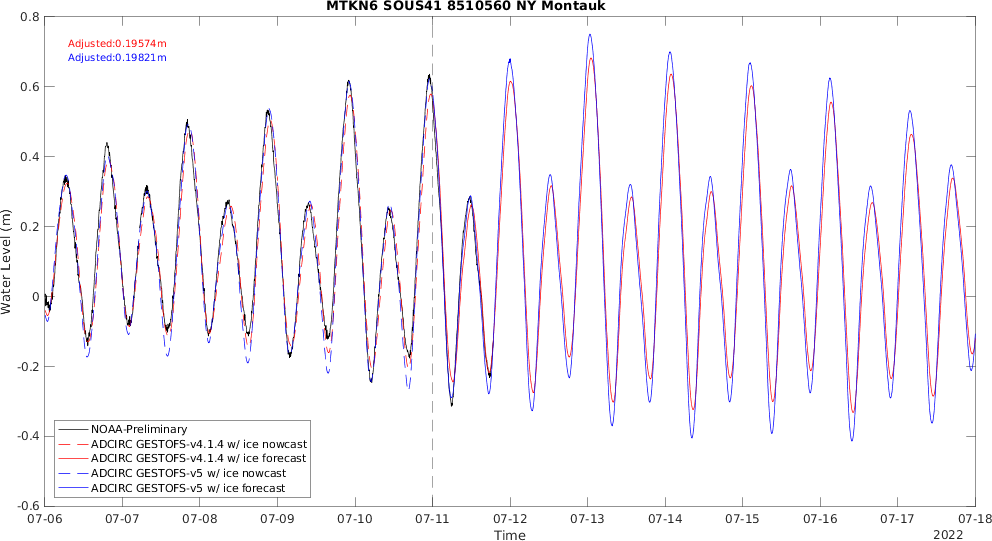 MTKN6 SOUS41 8510560 NY Montauk
Adjusted:0.19574m
Adjusted:0.19821m
Water Level (m)
0.8
0.6
0.4
0.2
0
-0.2
-0.4
-0.6
NOAA-Preliminary
ADCIRC GESTOFS-v4.1.4 w/ ice nowcast
ADCIRC GESTOFS-v4.1.4 w/ ice forecast
ADCIRC GESTOFS-v5 w/ ice nowcast
ADCIRC GESTOFS-v5 w/ ice forecast
07-06 07-07 07-08 07-09 07-10 07-11 07-12 07-13 07-14 07-15 07-16 07-17 07-18
Time
2022